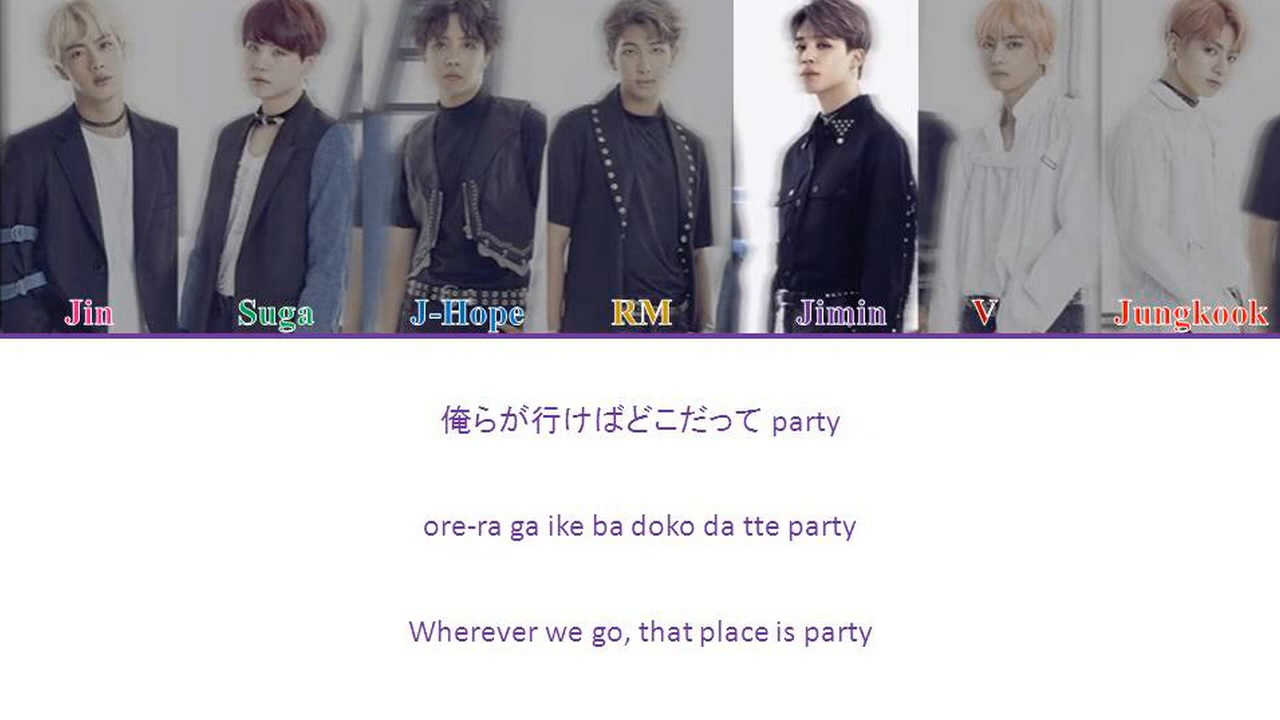 Jin Suga J-Hope RM Jimin V Jungkook
俺らが行けばどこだって party
ore-ra ga ike ba doko da tte party
Wherever we go, that place is party